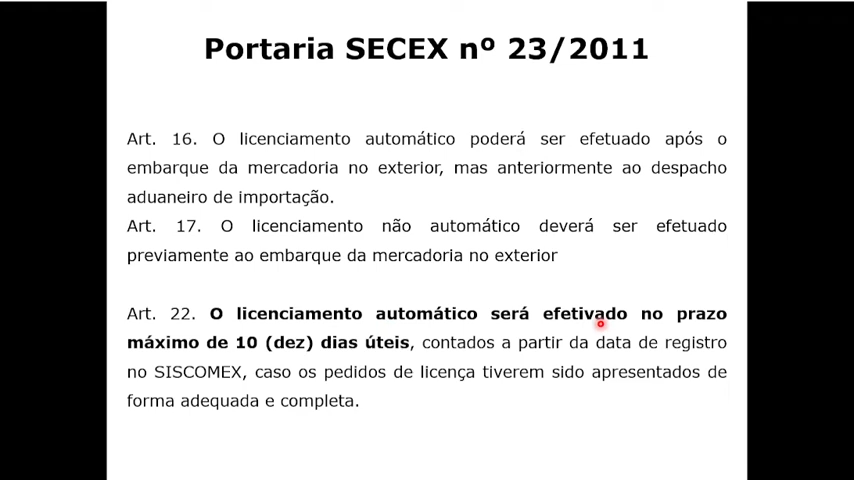 Portaria SECEX nº 23/2011
Art. 16. O licenciamento automático poderá ser efetuado após o
embarque da mercadoria no exterior, mas anteriormente ao despacho
aduaneiro de importação.
Art. 17. O licenciamento não automático deverá ser efetuado
previamente ao embarque da mercadoria no exterior
Art. 22. O licenciamento automático será efetivado no prazo
máximo de 10 (dez) dias úteis, contados a partir da data de registro
no SISCOMEX, caso os pedidos de licença tiverem sido apresentados de
forma adequada e completa.